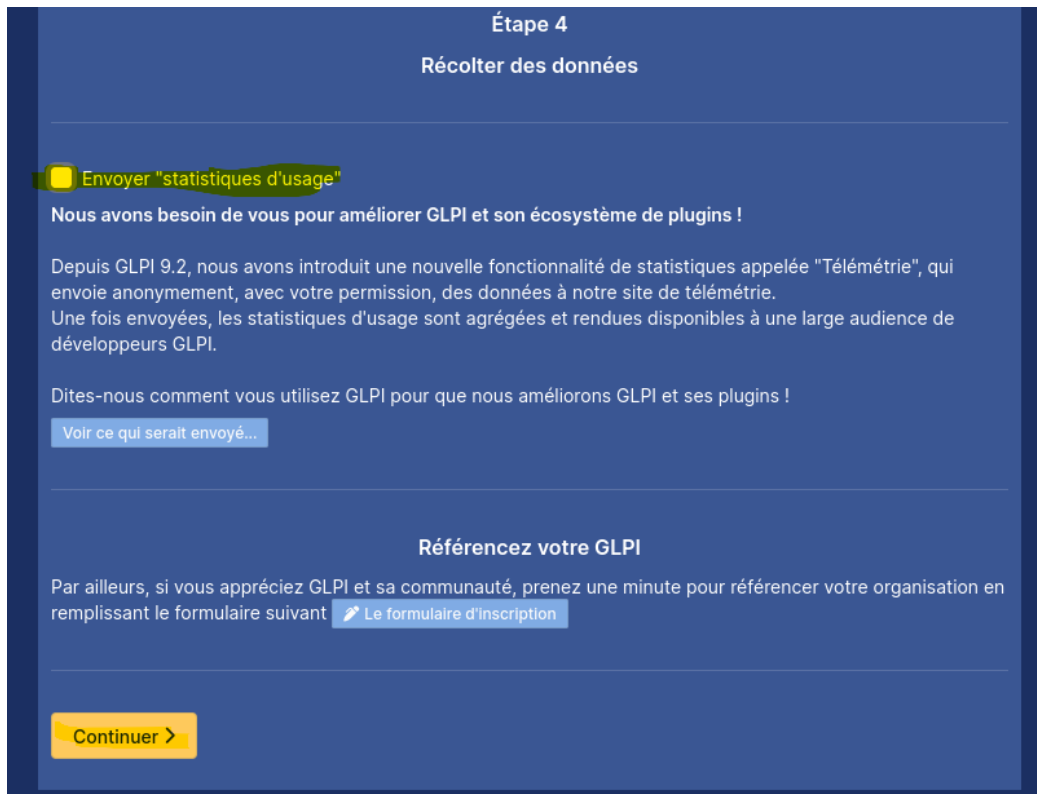 Étape 4
Récolter des données
Envoyer "statistiques d'usage"
Nous avons besoin de vous pour améliorer GLPI et son écosystème de plugins !
Depuis GLPI 9.2, nous avons introduit une nouvelle fonctionnalité de statistiques appelée "Télémétrie", qui
envoie anonymement, avec votre permission, des données à notre site de télémétrie.
Une fois envoyées, les statistiques d'usage sont agrégées et rendues disponibles à une large audience de
développeurs GLPI.
Dites-nous comment vous utilisez GLPI pour que nous améliorons GLPI et ses plugins !
Voir ce qui serait envoyé...
Référencez votre GLPI
Par ailleurs, si vous appréciez GLPI et sa communauté, prenez une minute pour référencer votre organisation en
remplissant le formulaire suivant Le formulaire d'inscription
Continuer